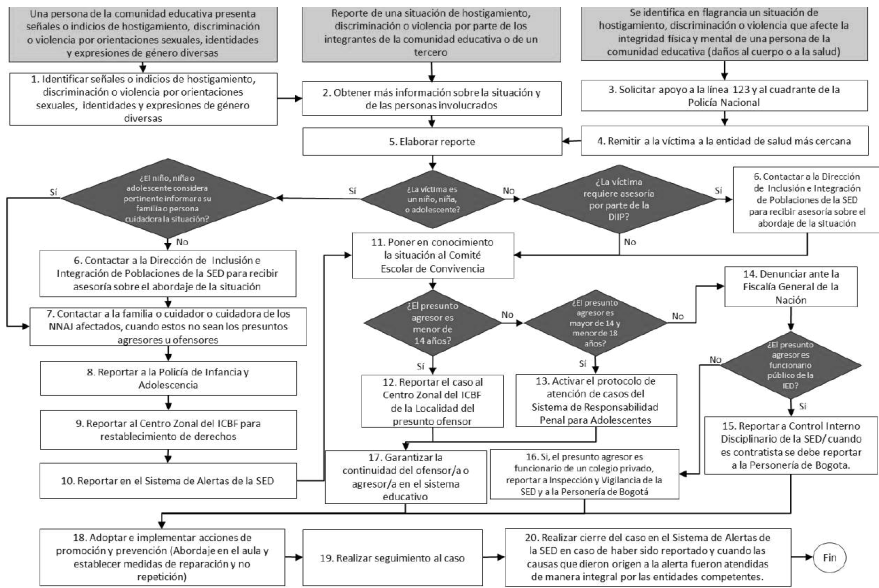 Una persona de la comunidad educativa presenta
señales o indicios de hostigamiento, discriminación
o violencia por orientaciones sexuales, identidades
y expresiones de género diversas
Reporte de una situación de hostigamiento,
discriminación o violencia por parte de los
integrantes de la comunidad educativa o de un
tercero
Se identifica en flagrancia un situación de
hostigamiento, discriminación o violencia que afecte la
integridad física y mental de una persona de la
comunidad educativa (daños al cuerpo o a la salud)
1. Identificar señales o indicios de hostigamiento,
discriminación o violencia por orientaciones
sexuales, identidades y expresiones de género
diversas
2. Obtener más información sobre la situación y
de las personas involucrados
3. Solicitar apoyo a la línea 123 y al cuadrante de la
Policía Nacional
5. Elaborar reporte
4. Remitir a la víctima a la entidad de salud más cercana
¿El niño, niña o
adolescente considera
pertinente informar a su
familia o persona
cuidadora la situación?
Sí
Sí
¿La víctima es
un niño, niña,
o adolescente?
No
¿La víctima
requiere asesoría
por parte de la
DIIP?
Sí
6. Contactar a la Dirección
de Inclusión e Integración
de Poblaciones de la SED
para recibir asesoría sobre el
abordaje de la situación
No
No
6. Contactar a la Dirección de Inclusión e
Integración de Poblaciones de la SED para recibir
asesoría sobre el abordaje de la situación
11. Poner en conocimiento
la situación al Comité
Escolar de Convivencia
7. Contactar a la familia o cuidador o cuidadora de los
NNAJ afectados, cuando estos no sean los presuntos
agresores u ofensores
¿El presunto
agresor es
menor de
14 años?
No
¿El presunto
agresor es
mayor de 14 y
menor de 18
años?
No
14. Denunciar ante la
Fiscalía General de la
Nación
8. Reportar a la Policía de Infancia y
Adolescencia
Sí
Sí
No
¿El presunto
agresor es
funcionario
público de la
IED?
Sí
12. Reportar el caso al
Centro Zonal del ICBF
de la Localidad del
presunto ofensor
13. Activar el protocolo de
atención de casos del
Sistema de Responsabilidad
Penal para Adolescentes
9. Reportar al Centro Zonal del ICBF para
restablecimiento de derechos
15. Reportar a Control Interno
Disciplinario de la SED/ cuando
es contratista se debe reportar
a la Personería de Bogota.
10. Reportar en el Sistema de Alertas de la SED
17. Garantizar la
continuidad del ofensor/a o
agresor/a en el sistema
educativo
16. Si, el presunto agresor es
funcionario de un colegio privado,
reportar a Inspección y Vigilancia de la
SED y a la Personería de Bogotá
18. Adoptar e implementar acciones de
promoción y prevención (Abordaje en el aula y
establecer medidas de reparación y no
repetición)
19. Realizar seguimiento al caso
20. Realizar cierre del caso en el Sistema de Alertas de
la SED en caso de haber sido reportado y cuando las
causas que dieron origen a la alerta fueron atendidas
de manera integral por las entidades competentes.
Fin